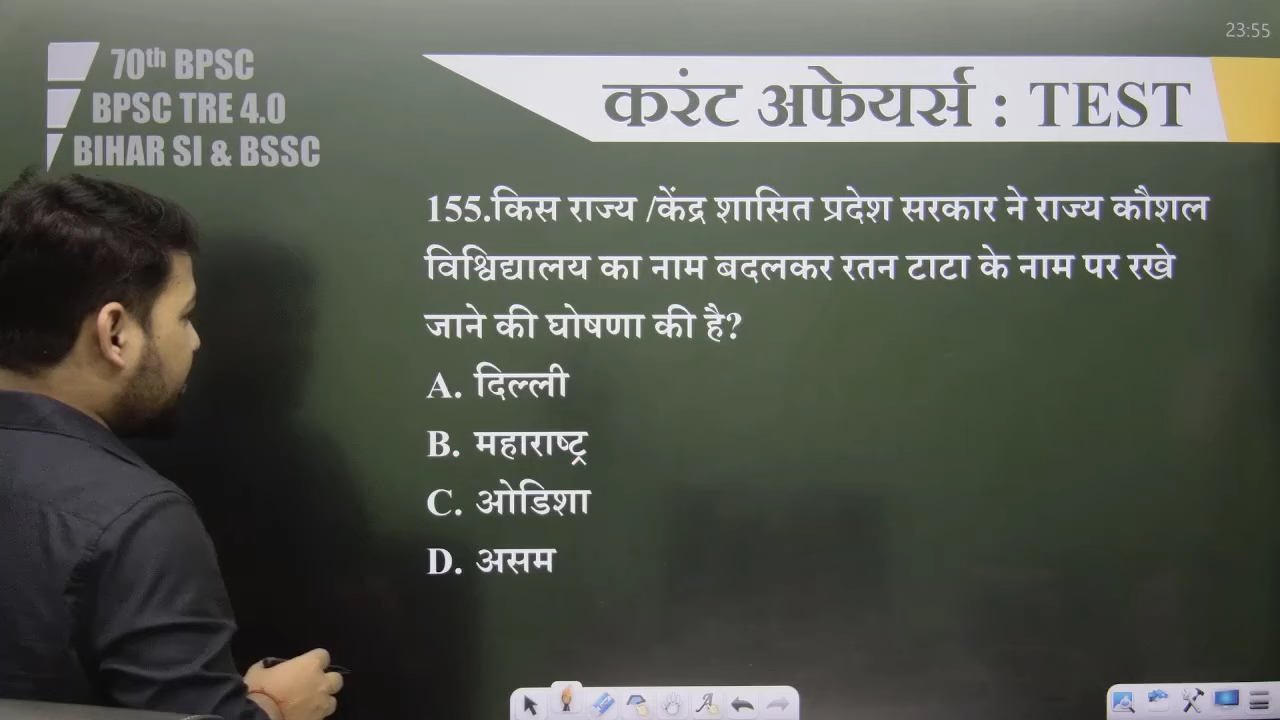 23:55
70th BPSC
BPSC TRE 4.0
BIHAR SI & BSSC
करंट अफेयर्स : TEST
155.किस राज्य /केंद्र शासित प्रदेश सरकार ने राज्य कौशल
विश्विद्यालय का नाम बदलकर रतन टाटा के नाम पर रखे
जाने की घोषणा की है?
A. दिल्ली
B. महाराष्ट्र
C. ओडिशा
D. असम